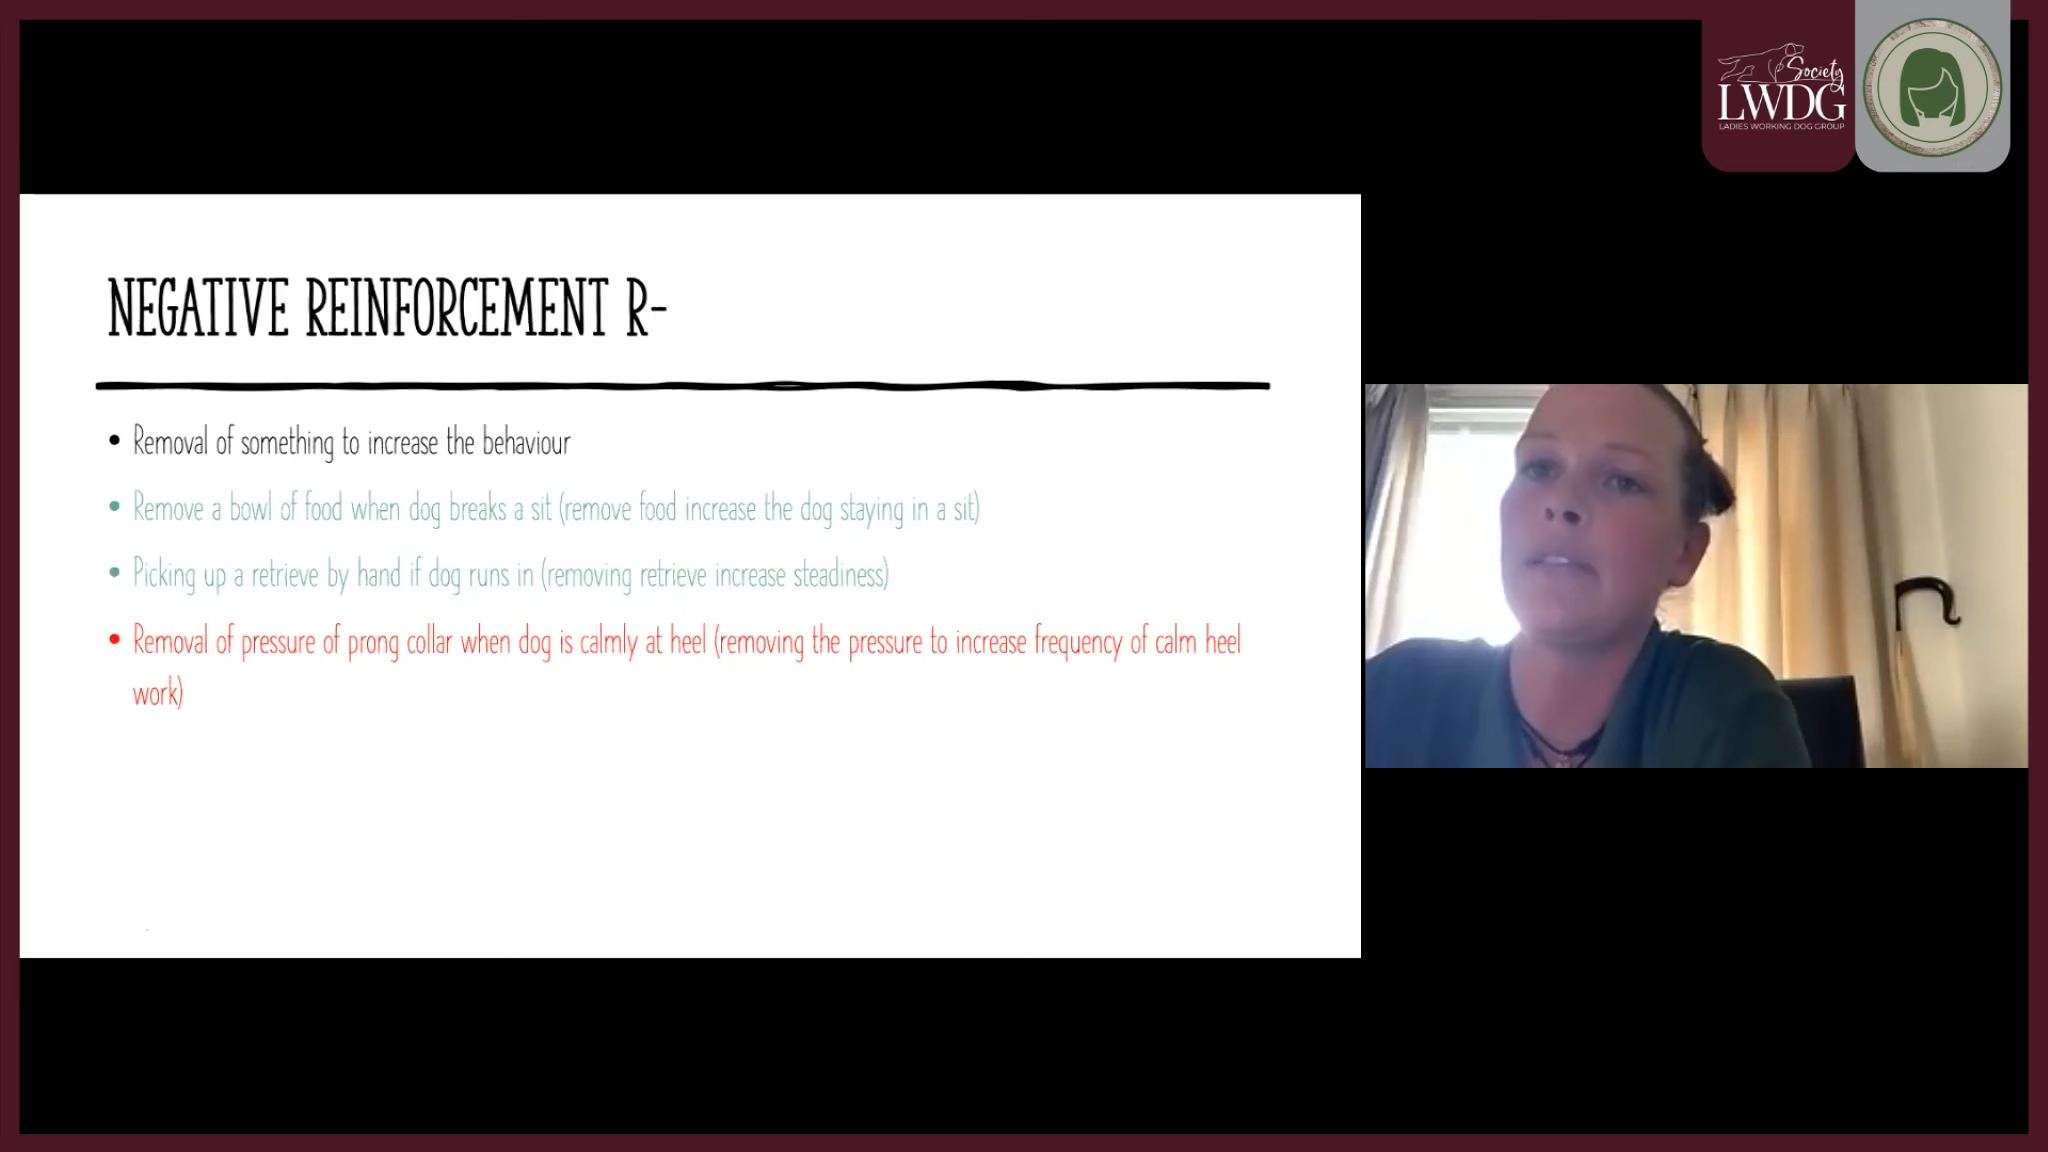 Society
LWDG
LADIES WORKING DOG GROUP
NEGATIVE REINFORCEMENT R-
• Removal of something to increase the behaviour
• Remove a bowl of food when dog breaks a sit (remove food increase the dog staying in a sit)
• Picking up a retrieve by hand if dog runs in (removing retrieve increase steadiness)
• Removal of pressure of prong collar when dog is calmly at heel (removing the pressure to increase frequency of calm heel
work)